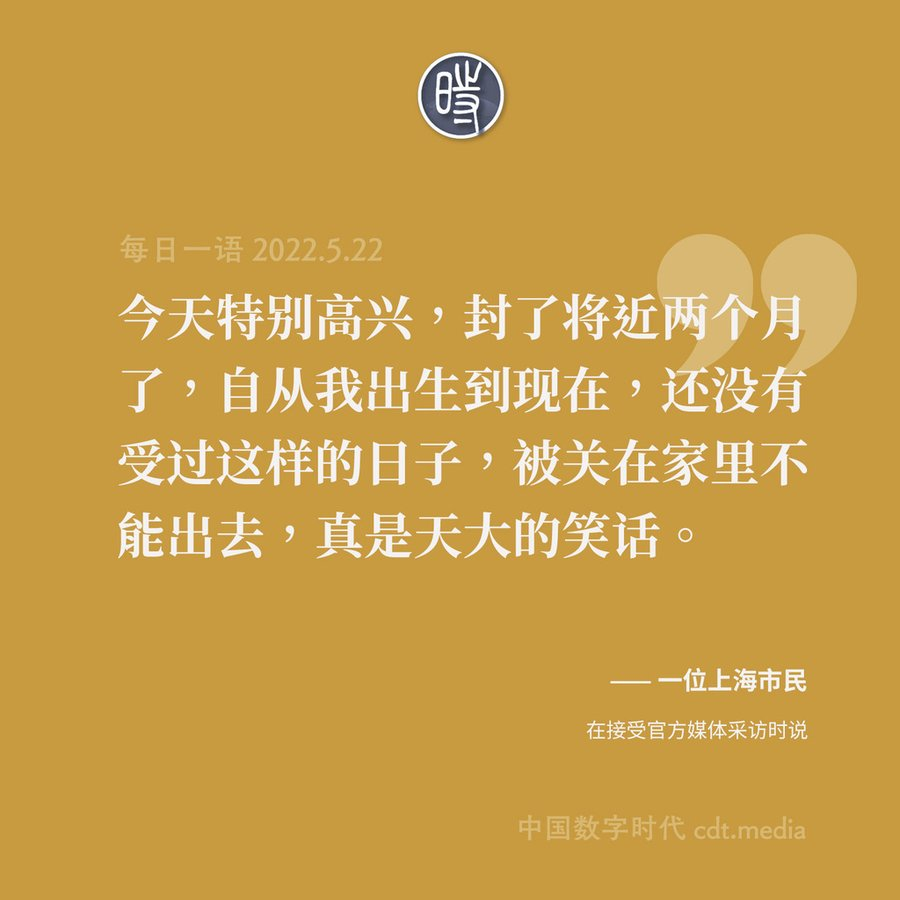 時
每日一语 2022.5.22
今天特别高兴，封了将近两个月
了，自从我出生到现在，还没有
受过这样的日子，被关在家里不
能出去，真是天大的笑话。
—— 一位上海市民
在接受官方媒体采访时说
中国数字时代 cdt.media